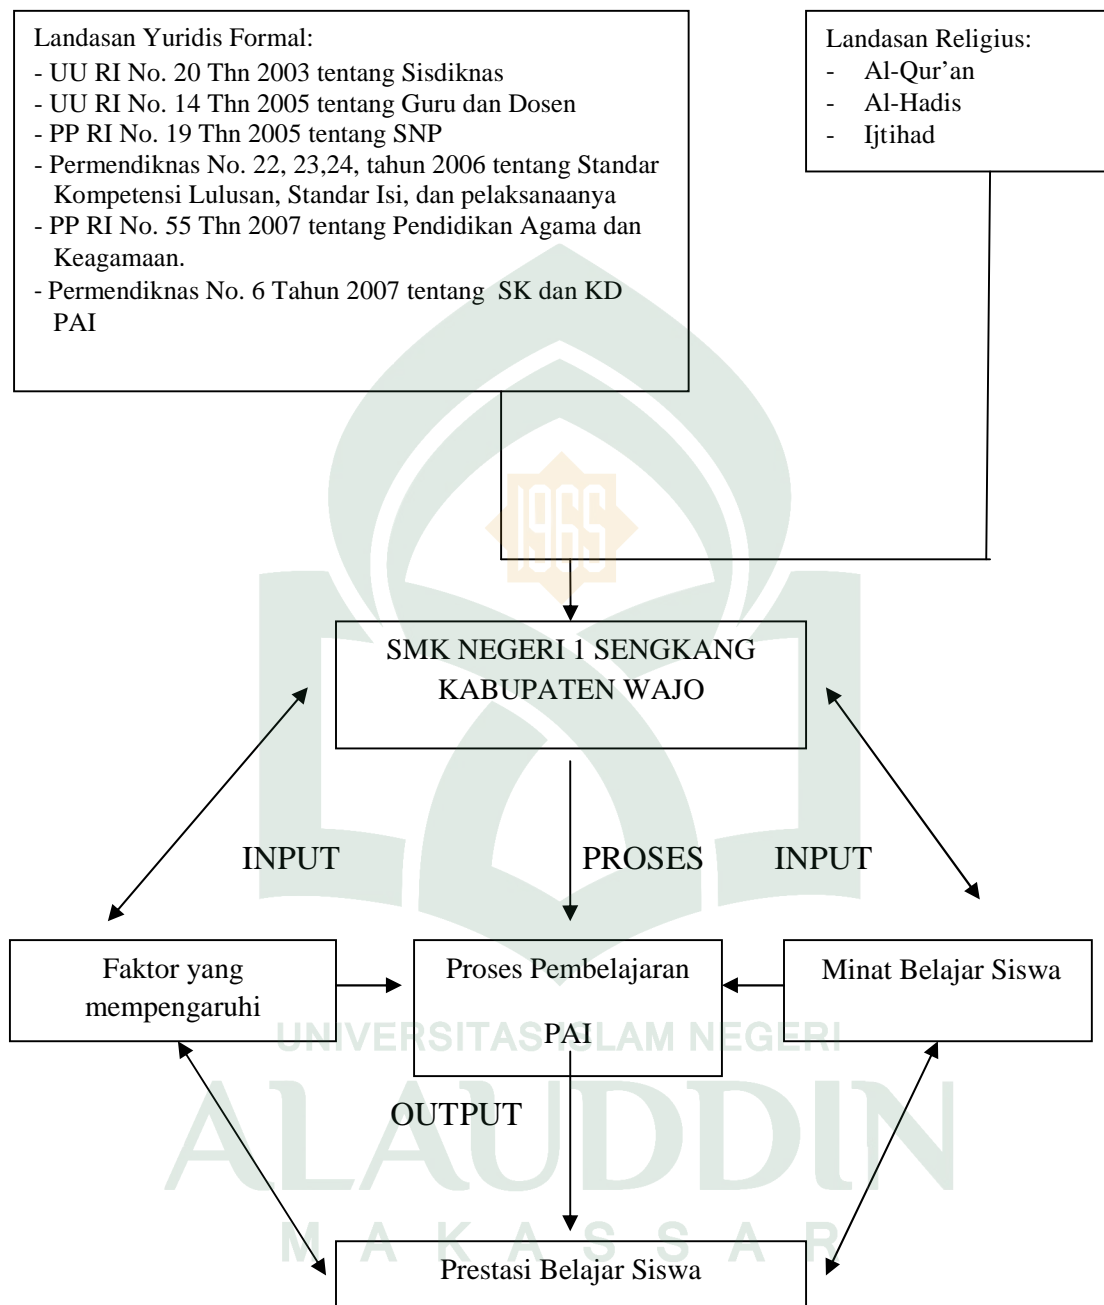 Landasan Yuridis Formal:
- UU RI No. 20 Thn 2003 tentang Sisdiknas
- UU RI No. 14 Thn 2005 tentang Guru dan Dosen
- PP RI No. 19 Thn 2005 tentang SNP
- Permendiknas No. 22, 23,24, tahun 2006 tentang Standar
Kompetensi Lulusan, Standar Isi, dan pelaksanaanya
- PP RI No. 55 Thn 2007 tentang Pendidikan Agama dan
Keagamaan.
- Permendiknas No. 6 Tahun 2007 tentang SK dan KD
PAI
Landasan Religius:
- Al-Qur’an
- Al-Hadis
- Ijtihad
1965
SMK NEGERI 1 SENGKANG
KABUPATEN WAJO
INPUT
PROSES
INPUT
Faktor yang
mempengaruhi
Proses Pembelajaran
PAI
Minat Belajar Siswa
UNIVERSITAS ISLAM NEGERI
OUTPUT
ALAUDDIN
MAKASSAR
Prestasi Belajar Siswa